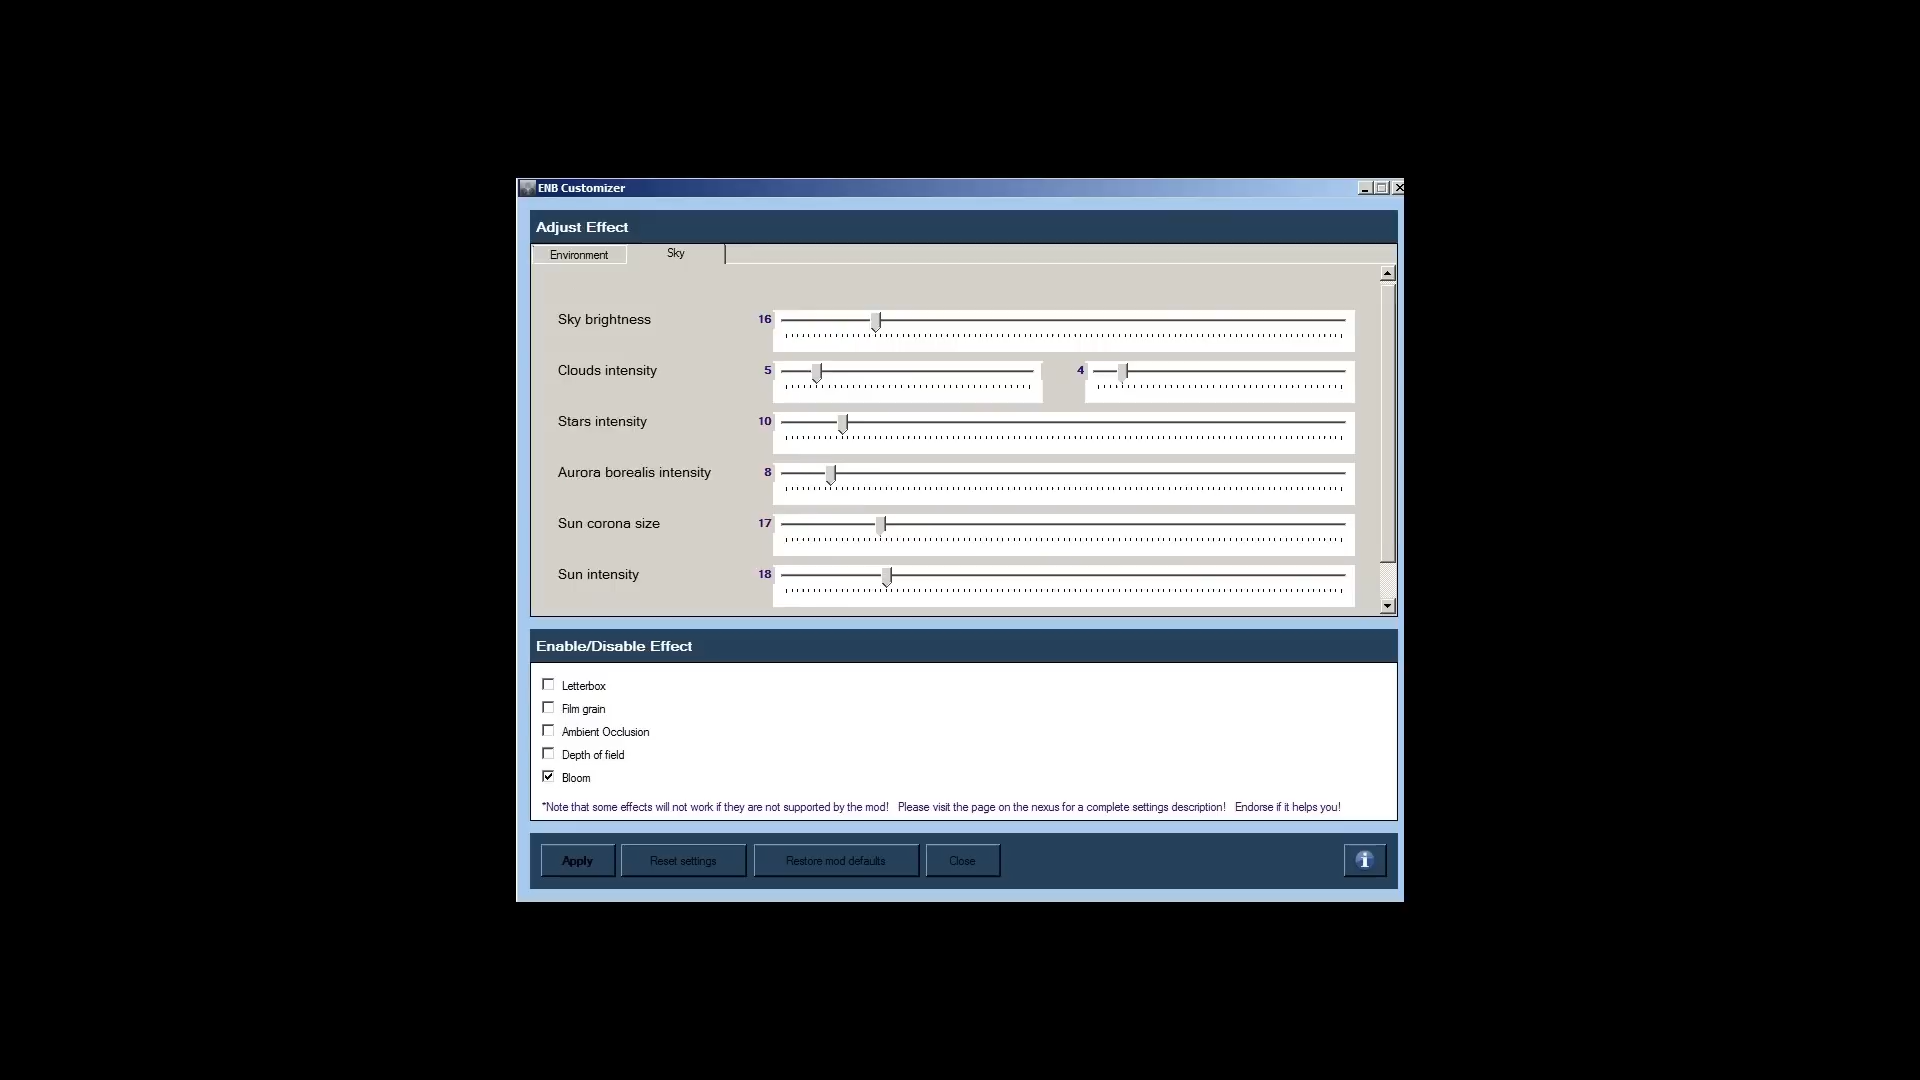 ENB Customizer
Adjust Effect
Environment Sky
Sky brightness 16
Clouds intensity 5 4
Stars intensity 10
Aurora borealis intensity 8
Sun corona size 17
Sun intensity 18
Enable/Disable Effect
Letterbox
Film grain
Ambient Occlusion
Depth of field
Bloom
*Note that some effects will not work if they are not supported by the mod! Please visit the page on the nexus for a complete settings description! Endorse if it helps you!
Apply Reset settings Restore mod defaults Close